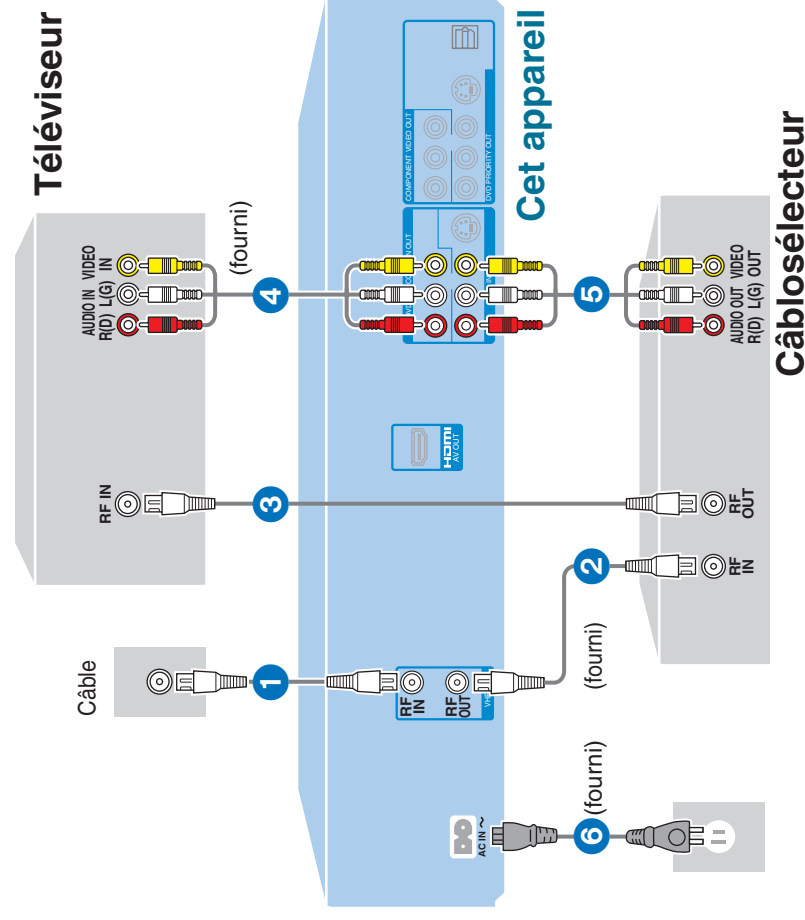 Téléviseur
AUDIO IN VIDEO
R(D) L(G) IN
RF IN
(fourni)
4
3
Câble
1
Cet appareil
COMPONENT VIDEO OUT
DVD PRIORITY OUT
HDMI
AV OUT
RF
IN
RF
OUT
AC IN ~
5
2
(fourni)
6
(fourni)
AUDIO OUT VIDEO
R(D) L(G) OUT
RF
OUT
RF
IN
Câblosélecteur